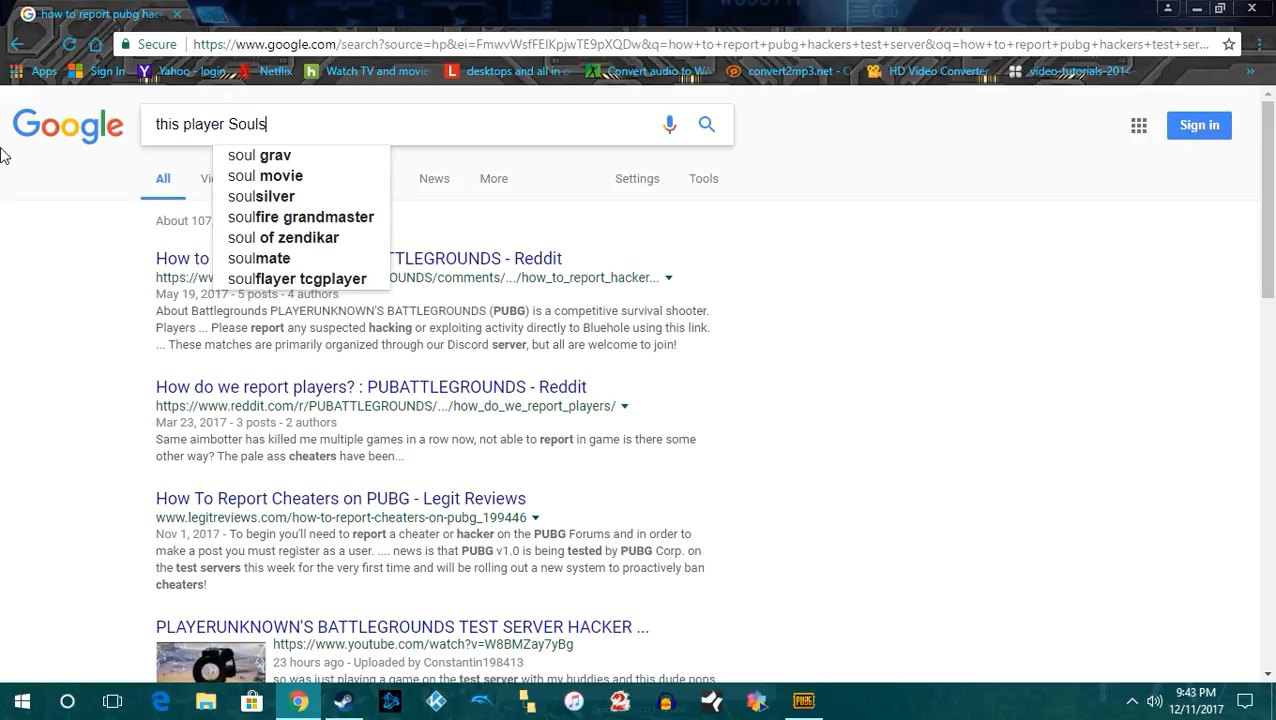 how to report pubg hac
Secure
https://www.google.com/search?source=hp&ei=FmwvWsfFEIKpjwTE9pXQDw&q=how+to+report+pubg+hackers+test+server&oq=how+to+report+pubg+hackers+test+ser...
Apps Sign In Yahoo - login Netflix Watch TV and movie desktops and all in o Convert audio to WA convert2mp3.net - C HD Video Converter video-tutorials-2014 »
Google
this player Souls
Sign in
soul grav
soul movie
soulsilver
soulfire grandmaster
soul of zendikar
soulmate
soulflayer tcgplayer
All Vi News More Settings Tools
About 107,
How to TLEGROUNDS - Reddit
https://ww OUNDS/comments/.../how_to_report_hacker...
May 19, 2017 - 5 posts - 4 authors
About Battlegrounds PLAYERUNKNOWN'S BATTLEGROUNDS (PUBG) is a competitive survival shooter.
Players ... Please report any suspected hacking or exploiting activity directly to Bluehole using this link.
... These matches are primarily organized through our Discord server, but all are welcome to join!
How do we report players? : PUBATTLEGROUNDS - Reddit
https://www.reddit.com/r/PUBATTLEGROUNDS/.../how_do_we_report_players/
Mar 23, 2017 - 3 posts - 2 authors
Same aimbotter has killed me multiple games in a row now, not able to report in game is there some
other way? The pale ass cheaters have been...
How To Report Cheaters on PUBG - Legit Reviews
www.legitreviews.com/how-to-report-cheaters-on-pubg_199446
Nov 1, 2017 - To begin you'll need to report a cheater or hacker on the PUBG Forums and in order to
make a post you must register as a user. .... news is that PUBG v1.0 is being tested by PUBG Corp. on
the test servers this week for the very first time and will be rolling out a new system to proactively ban
cheaters!
PLAYERUNKNOWN'S BATTLEGROUNDS TEST SERVER HACKER ...
https://www.youtube.com/watch?v=W8BMZay7yBg
23 hours ago - Uploaded by Constantin198413
so was just playing a game on the test server with my buddies and this dude pops
9:43 PM
12/11/2017